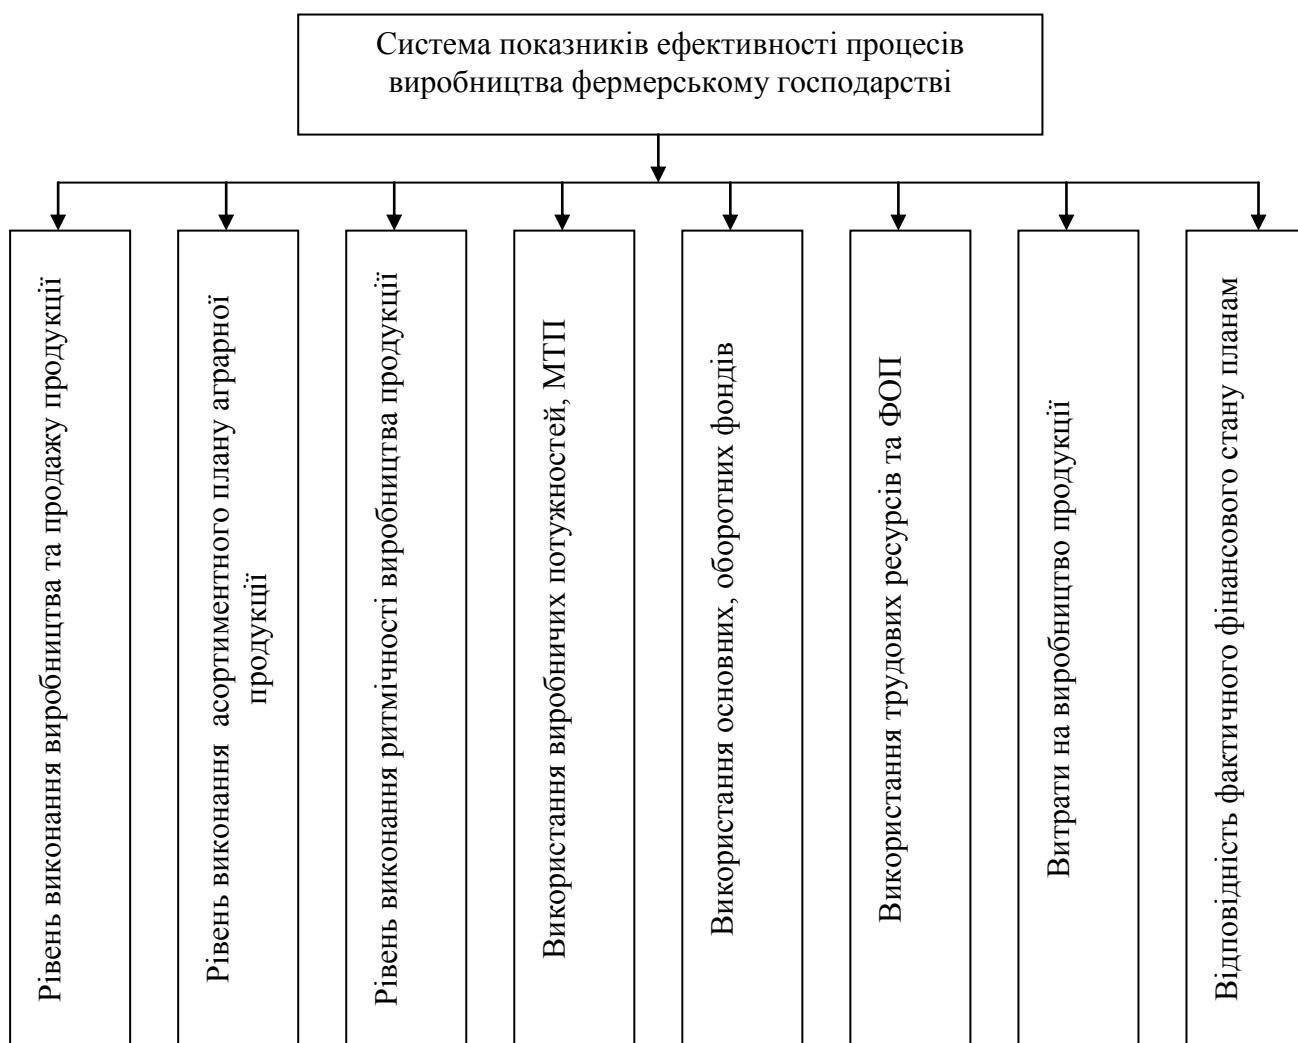 Система показників ефективності процесів
виробництва фермерському господарстві
Рівень виконання виробництва та продажу продукції
Рівень виконання асортиментного плану аграрної
продукції
Рівень виконання ритмічності виробництва продукції
Використання виробничих потужностей, МТП
Використання основних, оборотних фондів
Використання трудових ресурсів та ФОП
Витрати на виробництво продукції
Відповідність фактичного фінансового стану планам